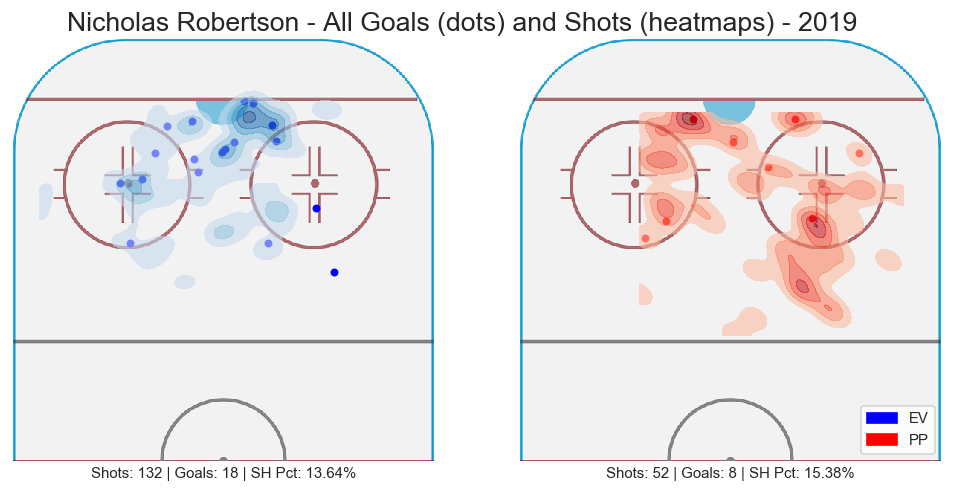 Nicholas Robertson - All Goals (dots) and Shots (heatmaps) - 2019
EV
PP
Shots: 132 | Goals: 18 | SH Pct: 13.64%
Shots: 52 | Goals: 8 | SH Pct: 15.38%